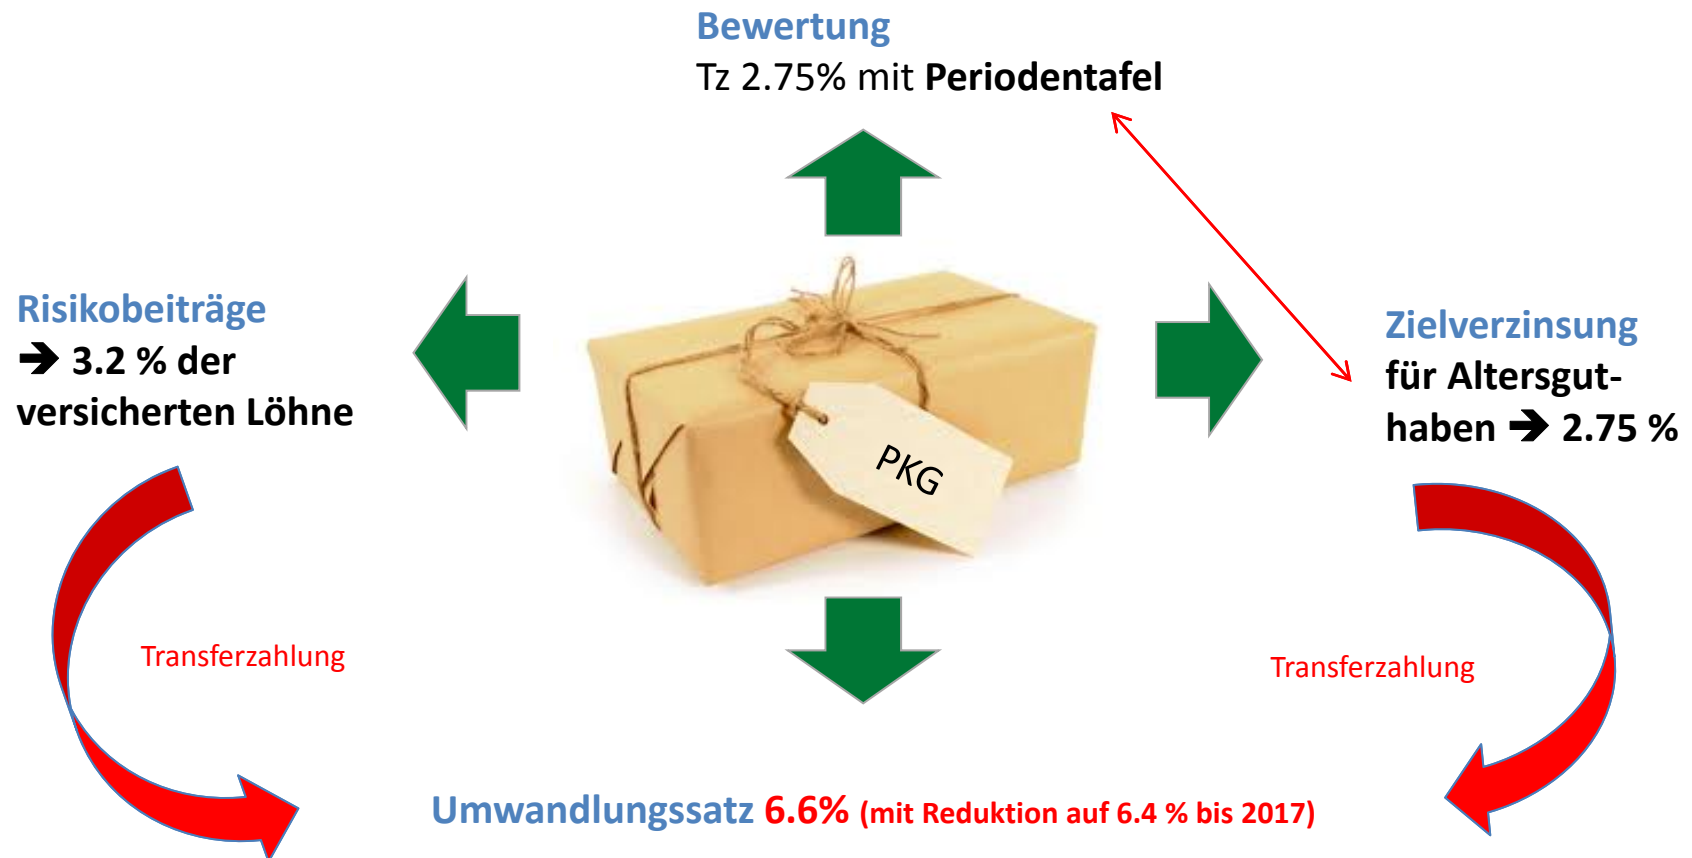 Bewertung
Tz 2.75% mit Periodentafel
Risikobeiträge
➔ 3.2 % der
versicherten Löhne
Zielverzinsung
für Altersgut-
haben ➔ 2.75 %
PKG
Transferzahlung
Transferzahlung
Umwandlungssatz 6.6% (mit Reduktion auf 6.4 % bis 2017)